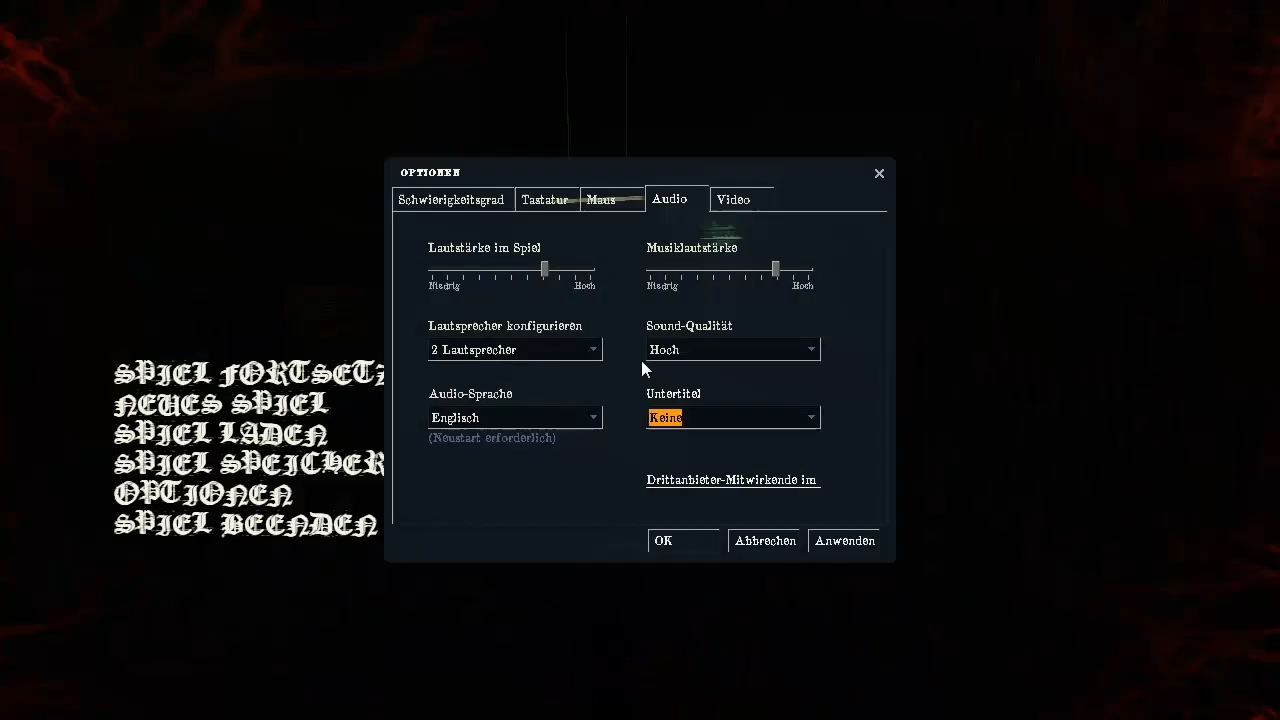 OPTIONEN
Schwierigkeitsgrad Tastatur Maus Audio Video
Lautstärke im Spiel Musiklautstärke
Niedrig Hoch Niedrig Hoch
Lautsprecher konfigurieren Sound-Qualität
2 Lautsprecher Hoch
Audio-Sprache Untertitel
Englisch Keine
(Neustart erforderlich)
Drittanbieter-Mitwirkende im
OK Abbrechen Anwenden
SPIEL FORTSETZ
NEUES SPIEL
SPIEL LADEN
SPIEL SPEICHER
OPTIONEN
SPIEL BEENDEN